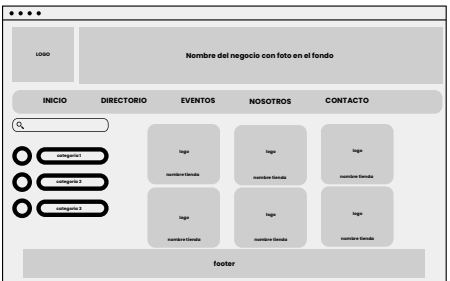 LOGO
Nombre del negocio con foto en el fondo
INICIO DIRECTORIO EVENTOS NOSOTROS CONTACTO
categoria 1
categoria 2
categoria 3
logo logo logo
nombre tienda nombre tienda nombre tienda
logo logo logo
nombre tienda nombre tienda nombre tienda
footer